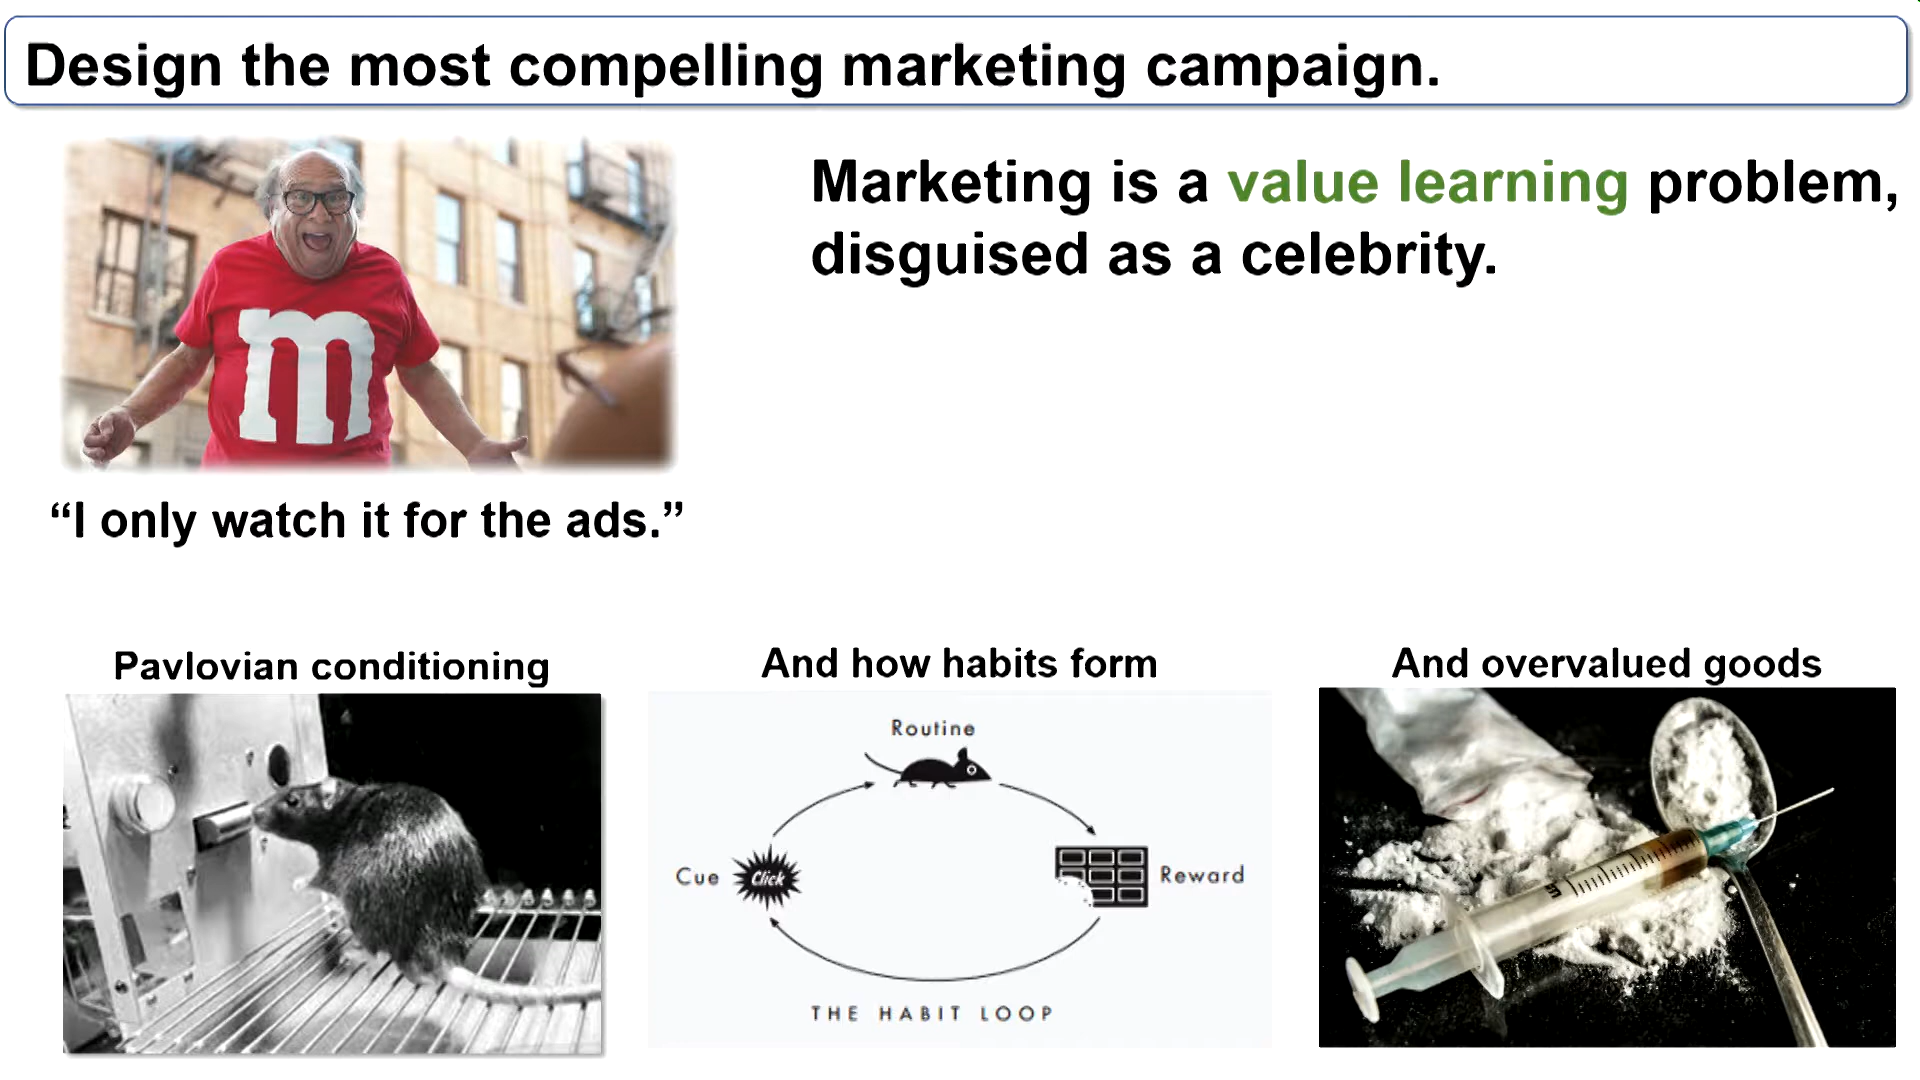 Design the most compelling marketing campaign.
Marketing is a value learning problem,
disguised as a celebrity.
m
“I only watch it for the ads.”
Pavlovian conditioning
And how habits form
And overvalued goods
Routine
Cue
Click
Reward
THE HABIT LOOP